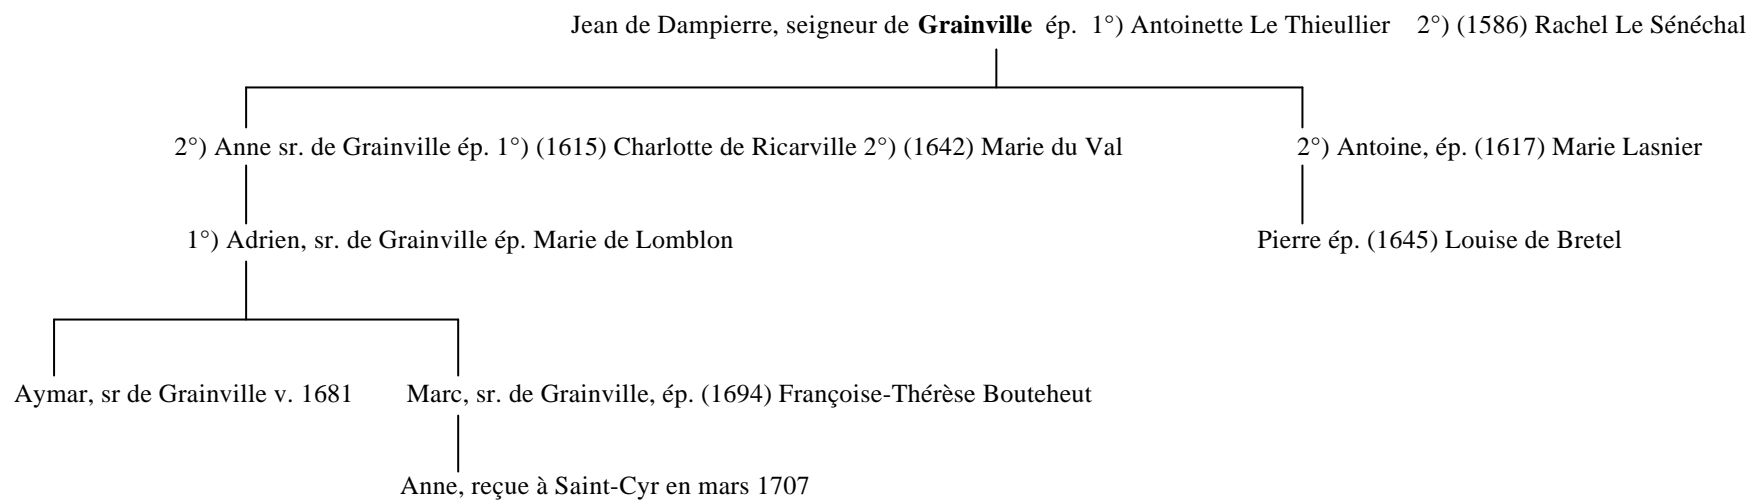 Jean de Dampierre, seigneur de Grainville ép. 1°) Antoinette Le Thieullier 2°) (1586) Rachel Le Sénéchal
2°) Anne sr. de Grainville ép. 1°) (1615) Charlotte de Ricarville 2°) (1642) Marie du Val
2°) Antoine, ép. (1617) Marie Lasnier
1°) Adrien, sr. de Grainville ép. Marie de Lomblon
Pierre ép. (1645) Louise de Bretel
Aymar, sr de Grainville v. 1681
Marc, sr. de Grainville, ép. (1694) Françoise-Thérèse Bouteheut
Anne, reçue à Saint-Cyr en mars 1707